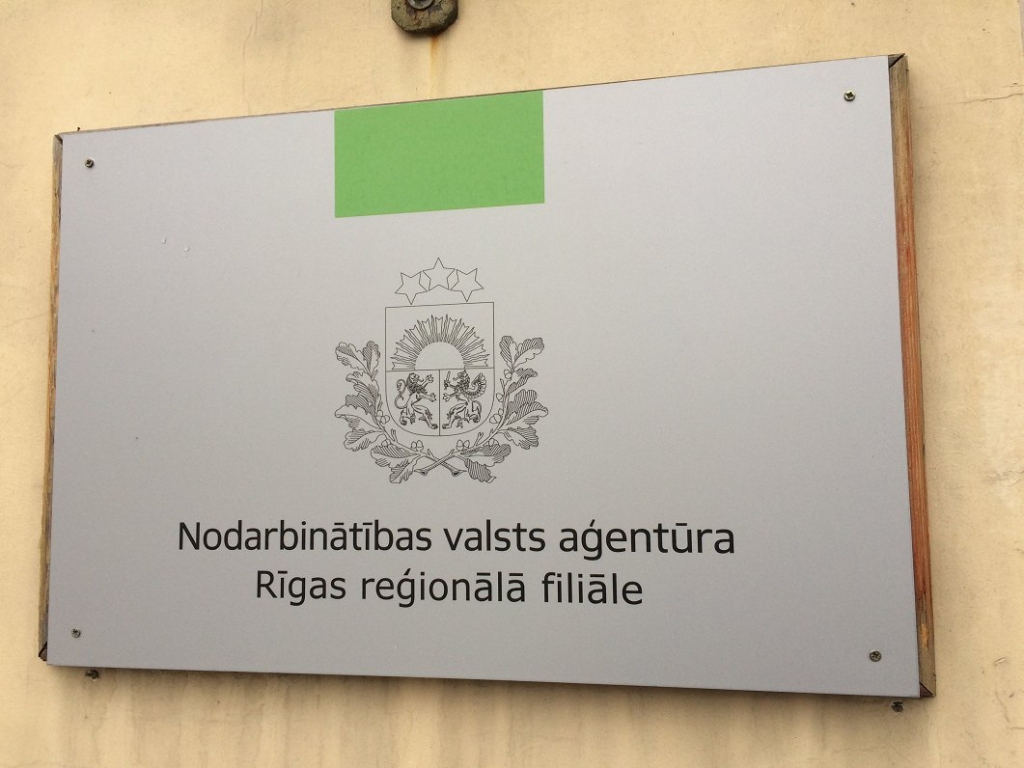 Nodarbinātības valsts aģentūra
Rīgas reģionālā filiāle